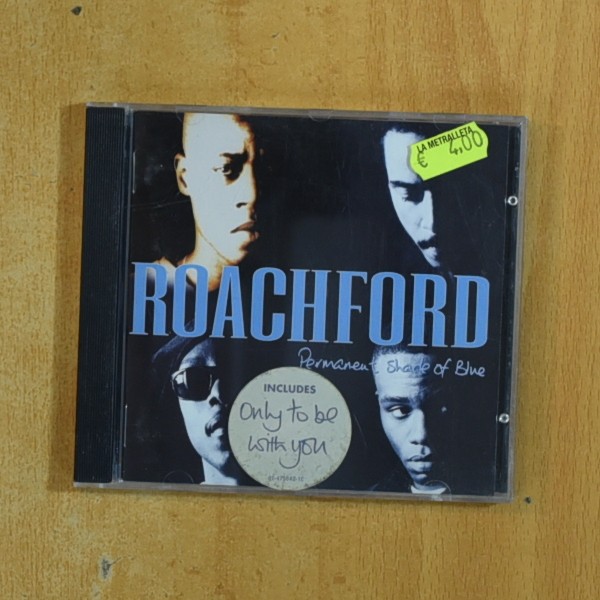 LA METRALLETA
€ 4,00
ROACHFORD
Permanent Shade of Blue
INCLUDES
Only to be
with you